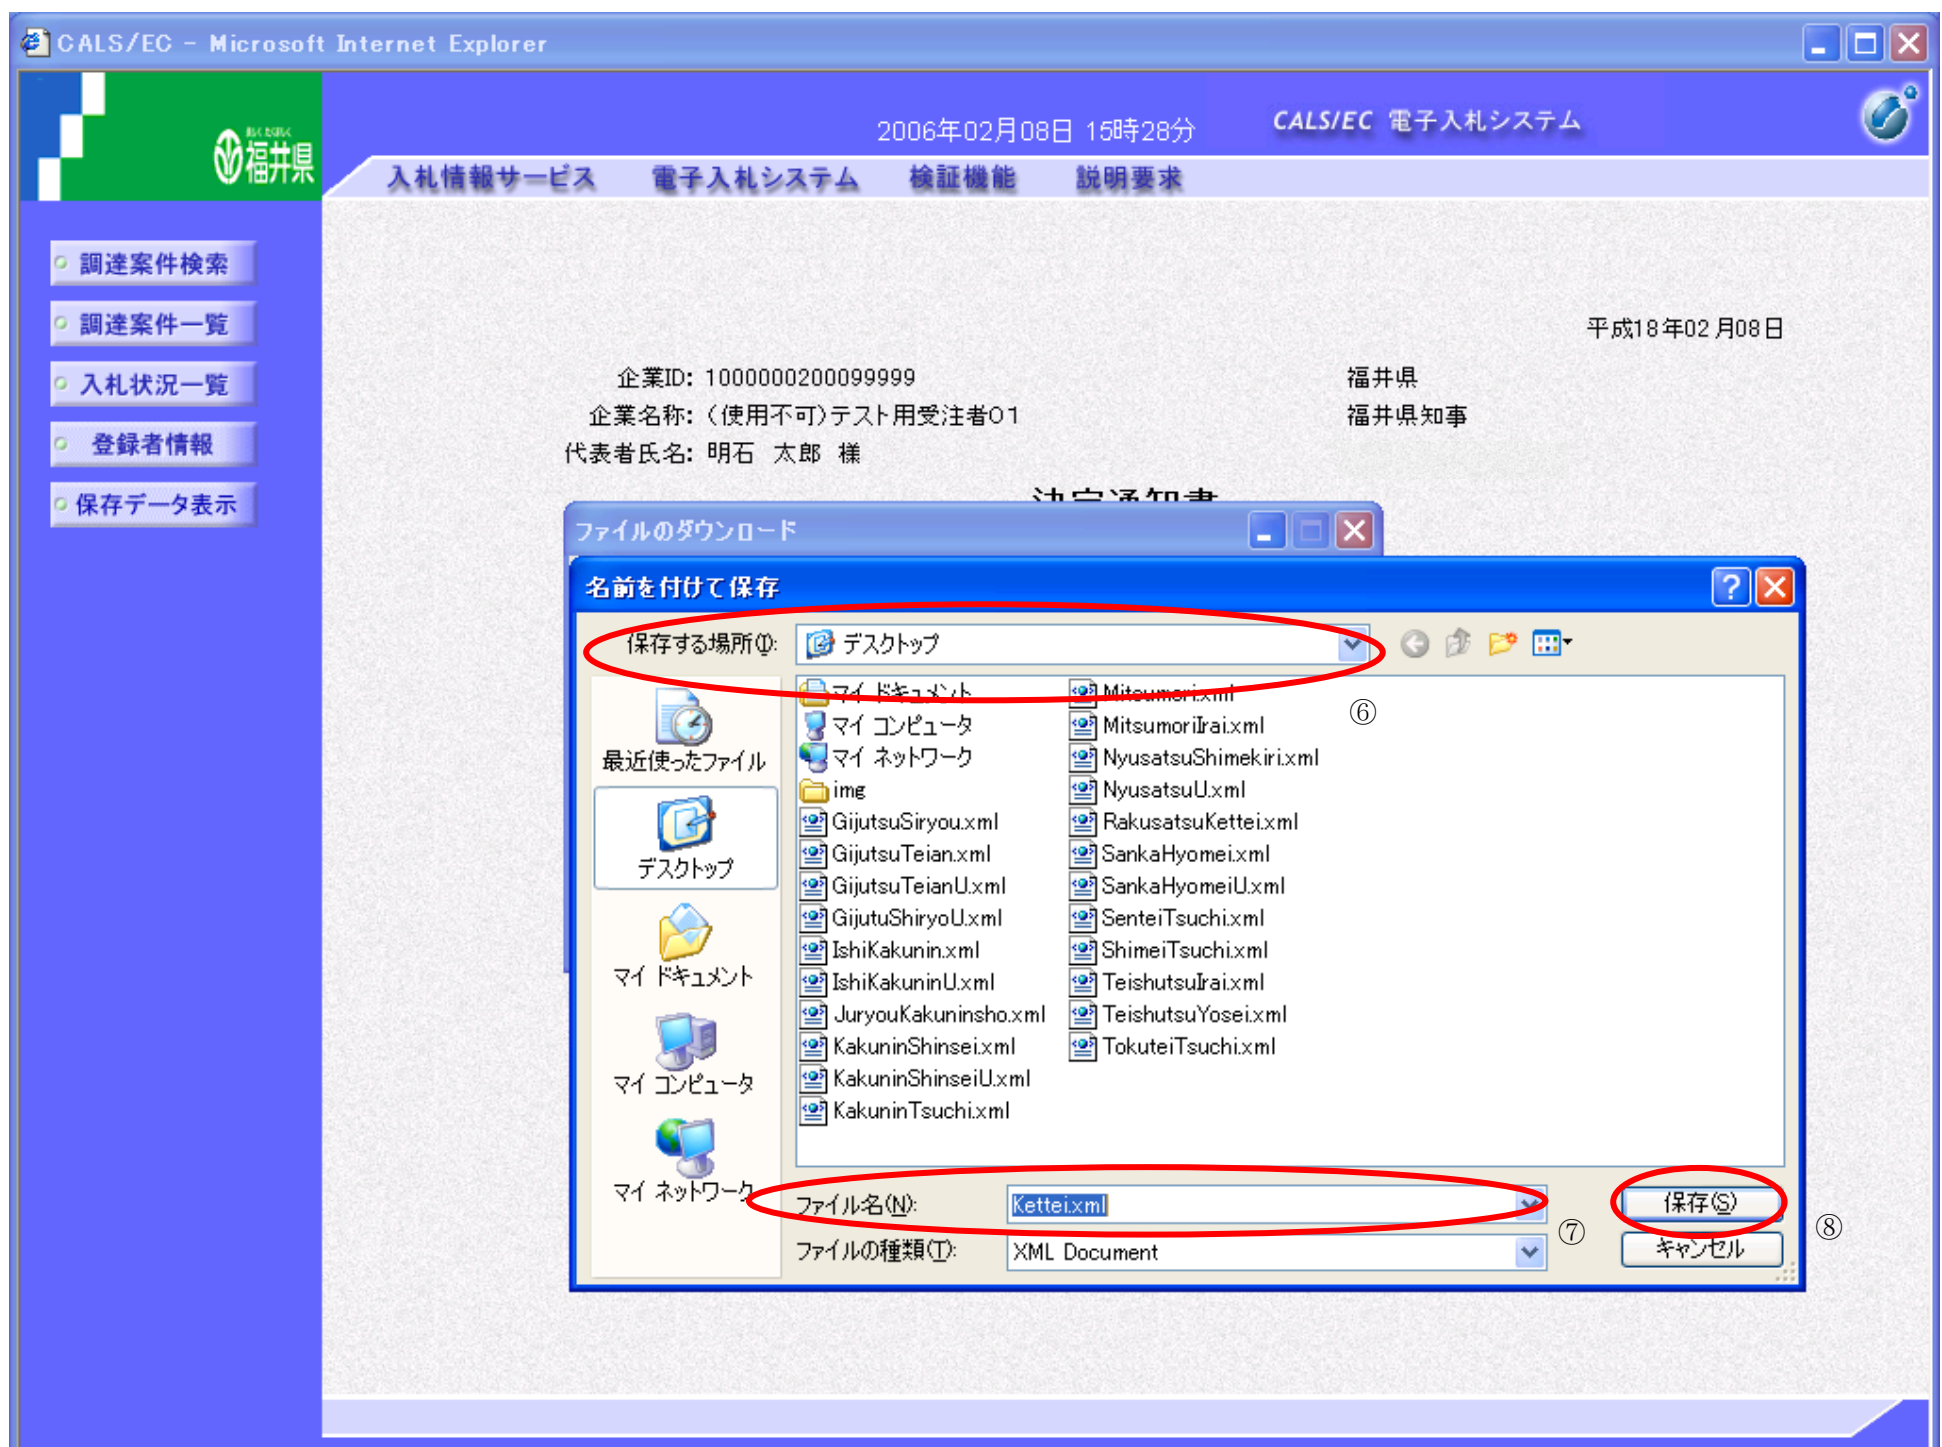 CALS/EC - Microsoft Internet Explorer
福井県
2006年02月08日 15時28分
CALS/EC 電子入札システム
入札情報サービス 電子入札システム 検証機能 説明要求
調達案件検索
調達案件一覧
入札状況一覧
登録者情報
保存データ表示
平成18年02月08日
企業ID: 1000000200099999 福井県
企業名称: (使用不可)テスト用受注者01 福井県知事
代表者氏名: 明石 太郎 様
決定通知書
ファイルのダウンロード
名前を付けて保存
保存する場所(I): デスクトップ
⑥
最近使ったファイル
デスクトップ
マイ ドキュメント
マイ コンピュータ
マイ ネットワーク
マイ ドキュメント
マイ コンピュータ
マイ ネットワーク
img
GijutsuSiryou.xml
GijutsuTeian.xml
GijutsuTeianU.xml
GijutuShiryoU.xml
IshiKakunin.xml
IshiKakuninU.xml
JuryouKakuninsho.xml
KakuninShinsei.xml
KakuninShinseiU.xml
KakuninTsuchi.xml
Mitsumori.xml
MitsumoriIrai.xml
NyusatsuShimekiri.xml
NyusatsuU.xml
RakusatsuKettei.xml
SankaHyomei.xml
SankaHyomeiU.xml
SenteiTsuchi.xml
ShimeiTsuchi.xml
TeishutsuIrai.xml
TeishutsuYosei.xml
TokuteiTsuchi.xml
ファイル名(N): Kettei.xml
⑦
保存(S)
⑧
ファイルの種類(T): XML Document
キャンセル